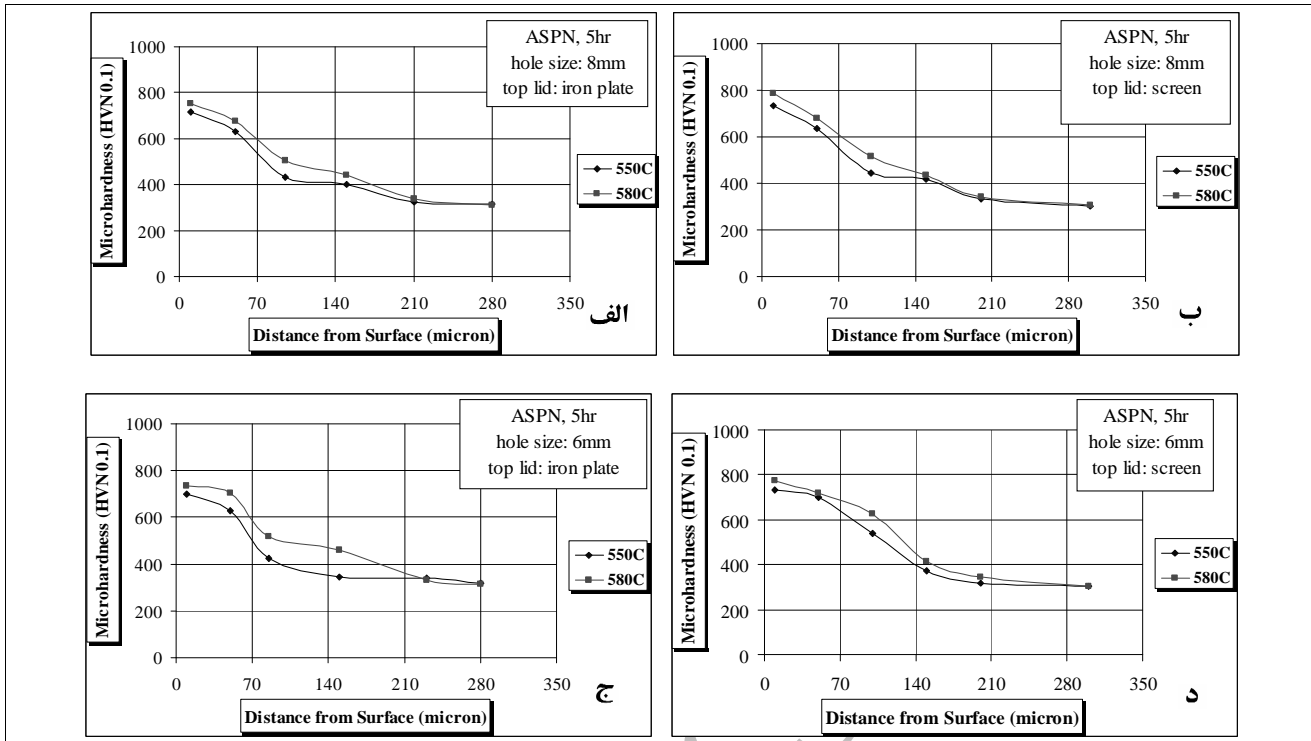 ASPN, 5hr
hole size: 8mm
top lid: iron plate
Microhardness (HVN 0.1)
1000
800
600
400
200
0
0 70 140 210 280 350
Distance from Surface (micron)
550C
580C
الف
ASPN, 5hr
hole size: 8mm
top lid: screen
Microhardness (HVN 0.1)
1000
800
600
400
200
0
0 70 140 210 280 350
Distance from Surface (micron)
550C
580C
ب
ASPN, 5hr
hole size: 6mm
top lid: iron plate
Microhardness (HVN 0.1)
1000
800
600
400
200
0
0 70 140 210 280 350
Distance from Surface (micron)
550C
580C
ج
ASPN, 5hr
hole size: 6mm
top lid: screen
Microhardness (HVN 0.1)
1000
800
600
400
200
0
0 70 140 210 280 350
Distance from Surface (micron)
550C
580C
د